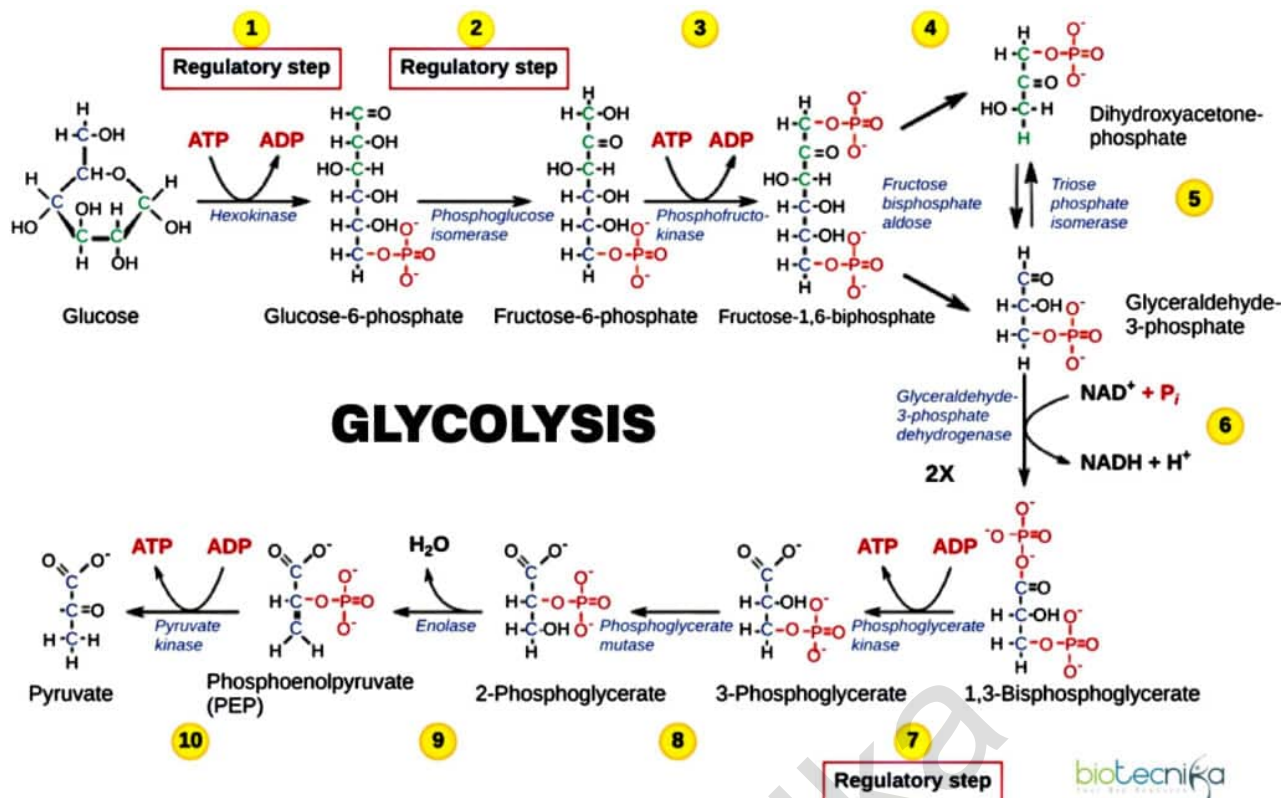 1
2
3
4
Regulatory step
Regulatory step
ATP
ADP
Hexokinase
Phosphoglucose
isomerase
ATP
ADP
Phosphofructo-
kinase
Fructose
bisphosphate
aldose
Dihydroxyacetone-
phosphate
Triose
phosphate
isomerase
5
Glucose
Glucose-6-phosphate
Fructose-6-phosphate
Fructose-1,6-biphosphate
Glyceraldehyde-
3-phosphate
GLYCOLYSIS
Glyceraldehyde-
3-phosphate
dehydrogenase
2X
NAD+ + Pi
NADH + H+
6
ATP
ADP
Pyruvate
kinase
H2O
Enolase
Phosphoglycerate
mutase
ATP
ADP
Phosphoglycerate
kinase
Pyruvate
Phosphoenolpyruvate
(PEP)
2-Phosphoglycerate
3-Phosphoglycerate
1,3-Bisphosphoglycerate
10
9
8
7
Regulatory step
biotecnika